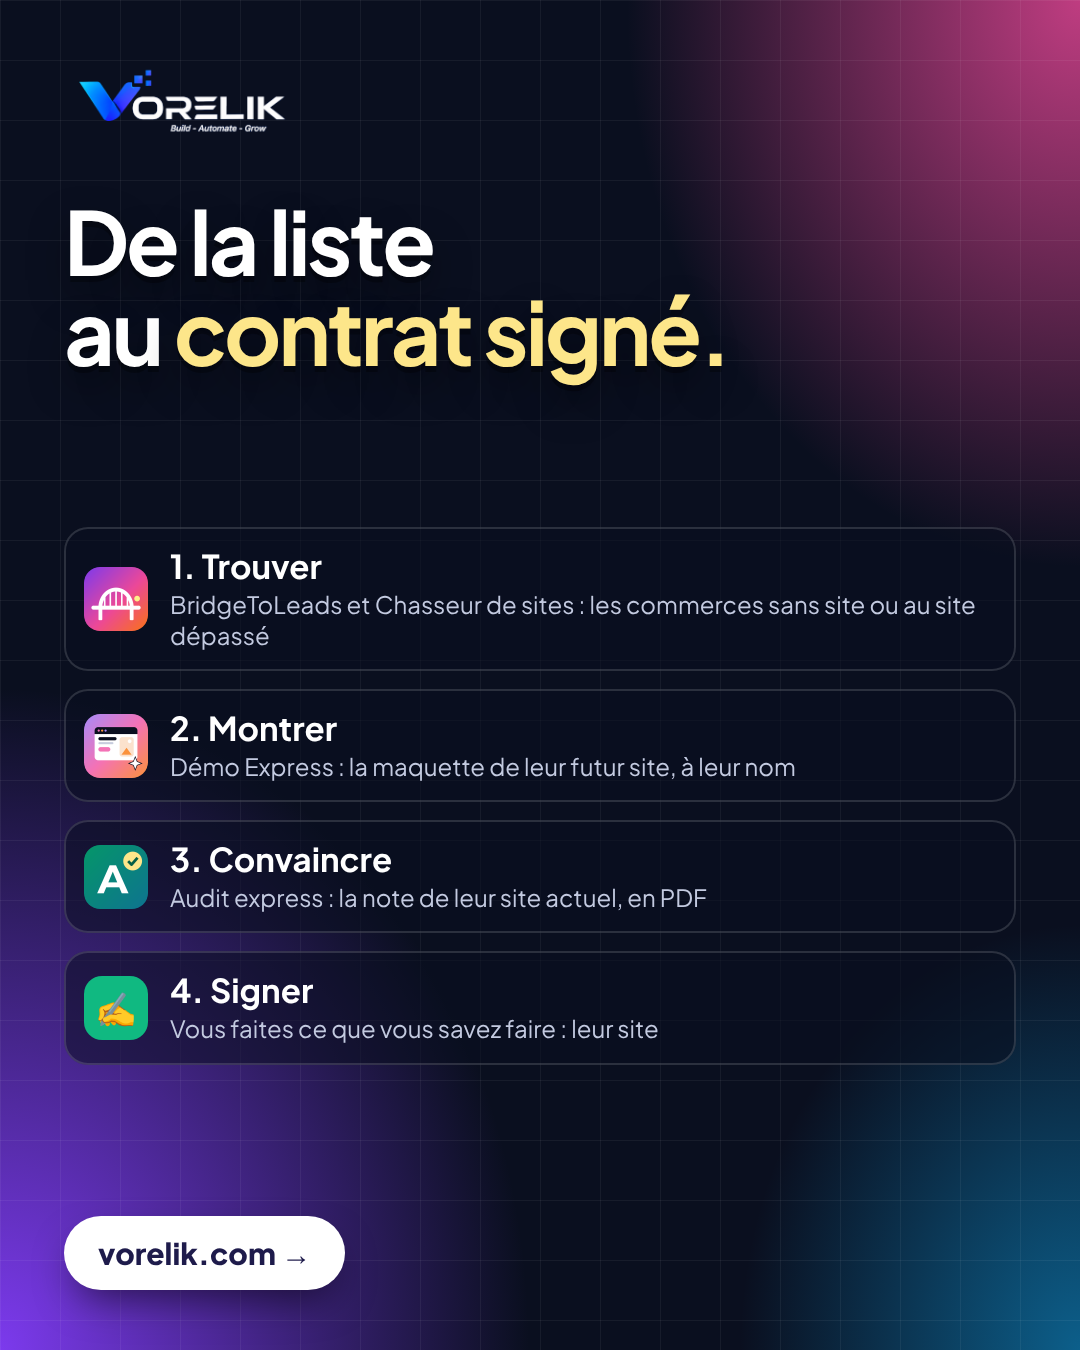 VORELIK
Build - Automate - Grow
De la liste
au contrat signé.
1. Trouver
BridgeToLeads et Chasseur de sites : les commerces sans site ou au site
dépassé
2. Montrer
Démo Express : la maquette de leur futur site, à leur nom
A
3. Convaincre
Audit express : la note de leur site actuel, en PDF
4. Signer
Vous faites ce que vous savez faire : leur site
vorelik.com →